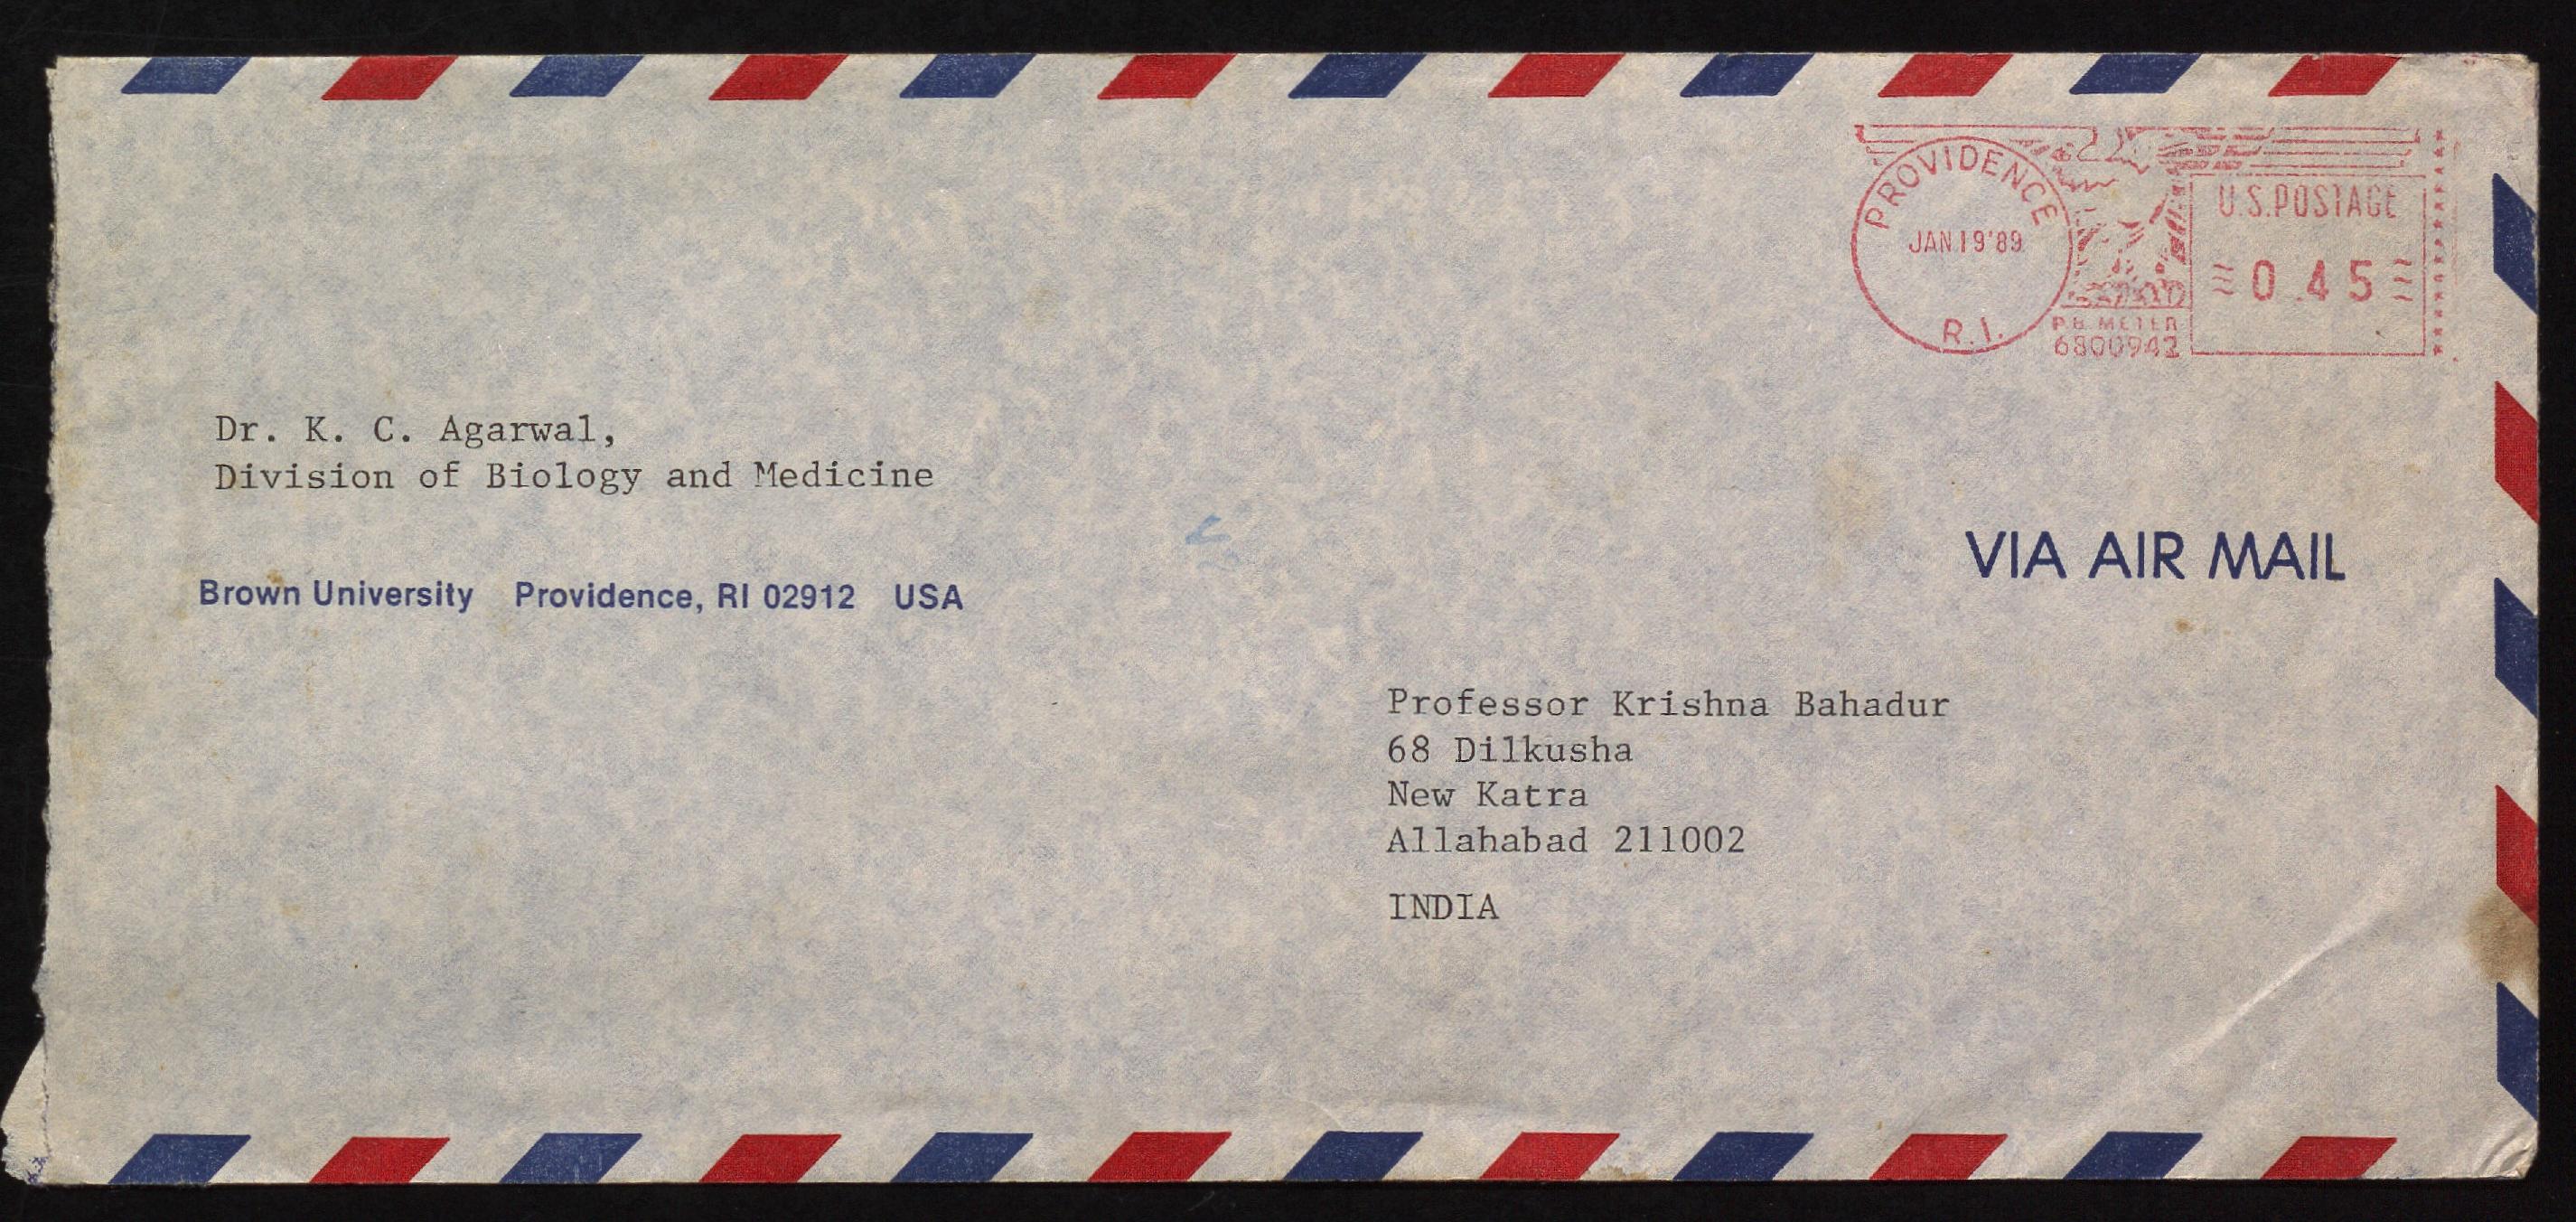 PROVIDENCE
JAN 19'89
R.I.
U.S.POSTAGE
0.45
P.B. METER
6800942
Dr. K. C. Agarwal,
Division of Biology and Medicine
Brown University Providence, RI 02912 USA
VIA AIR MAIL
Professor Krishna Bahadur
68 Dilkusha
New Katra
Allahabad 211002
INDIA